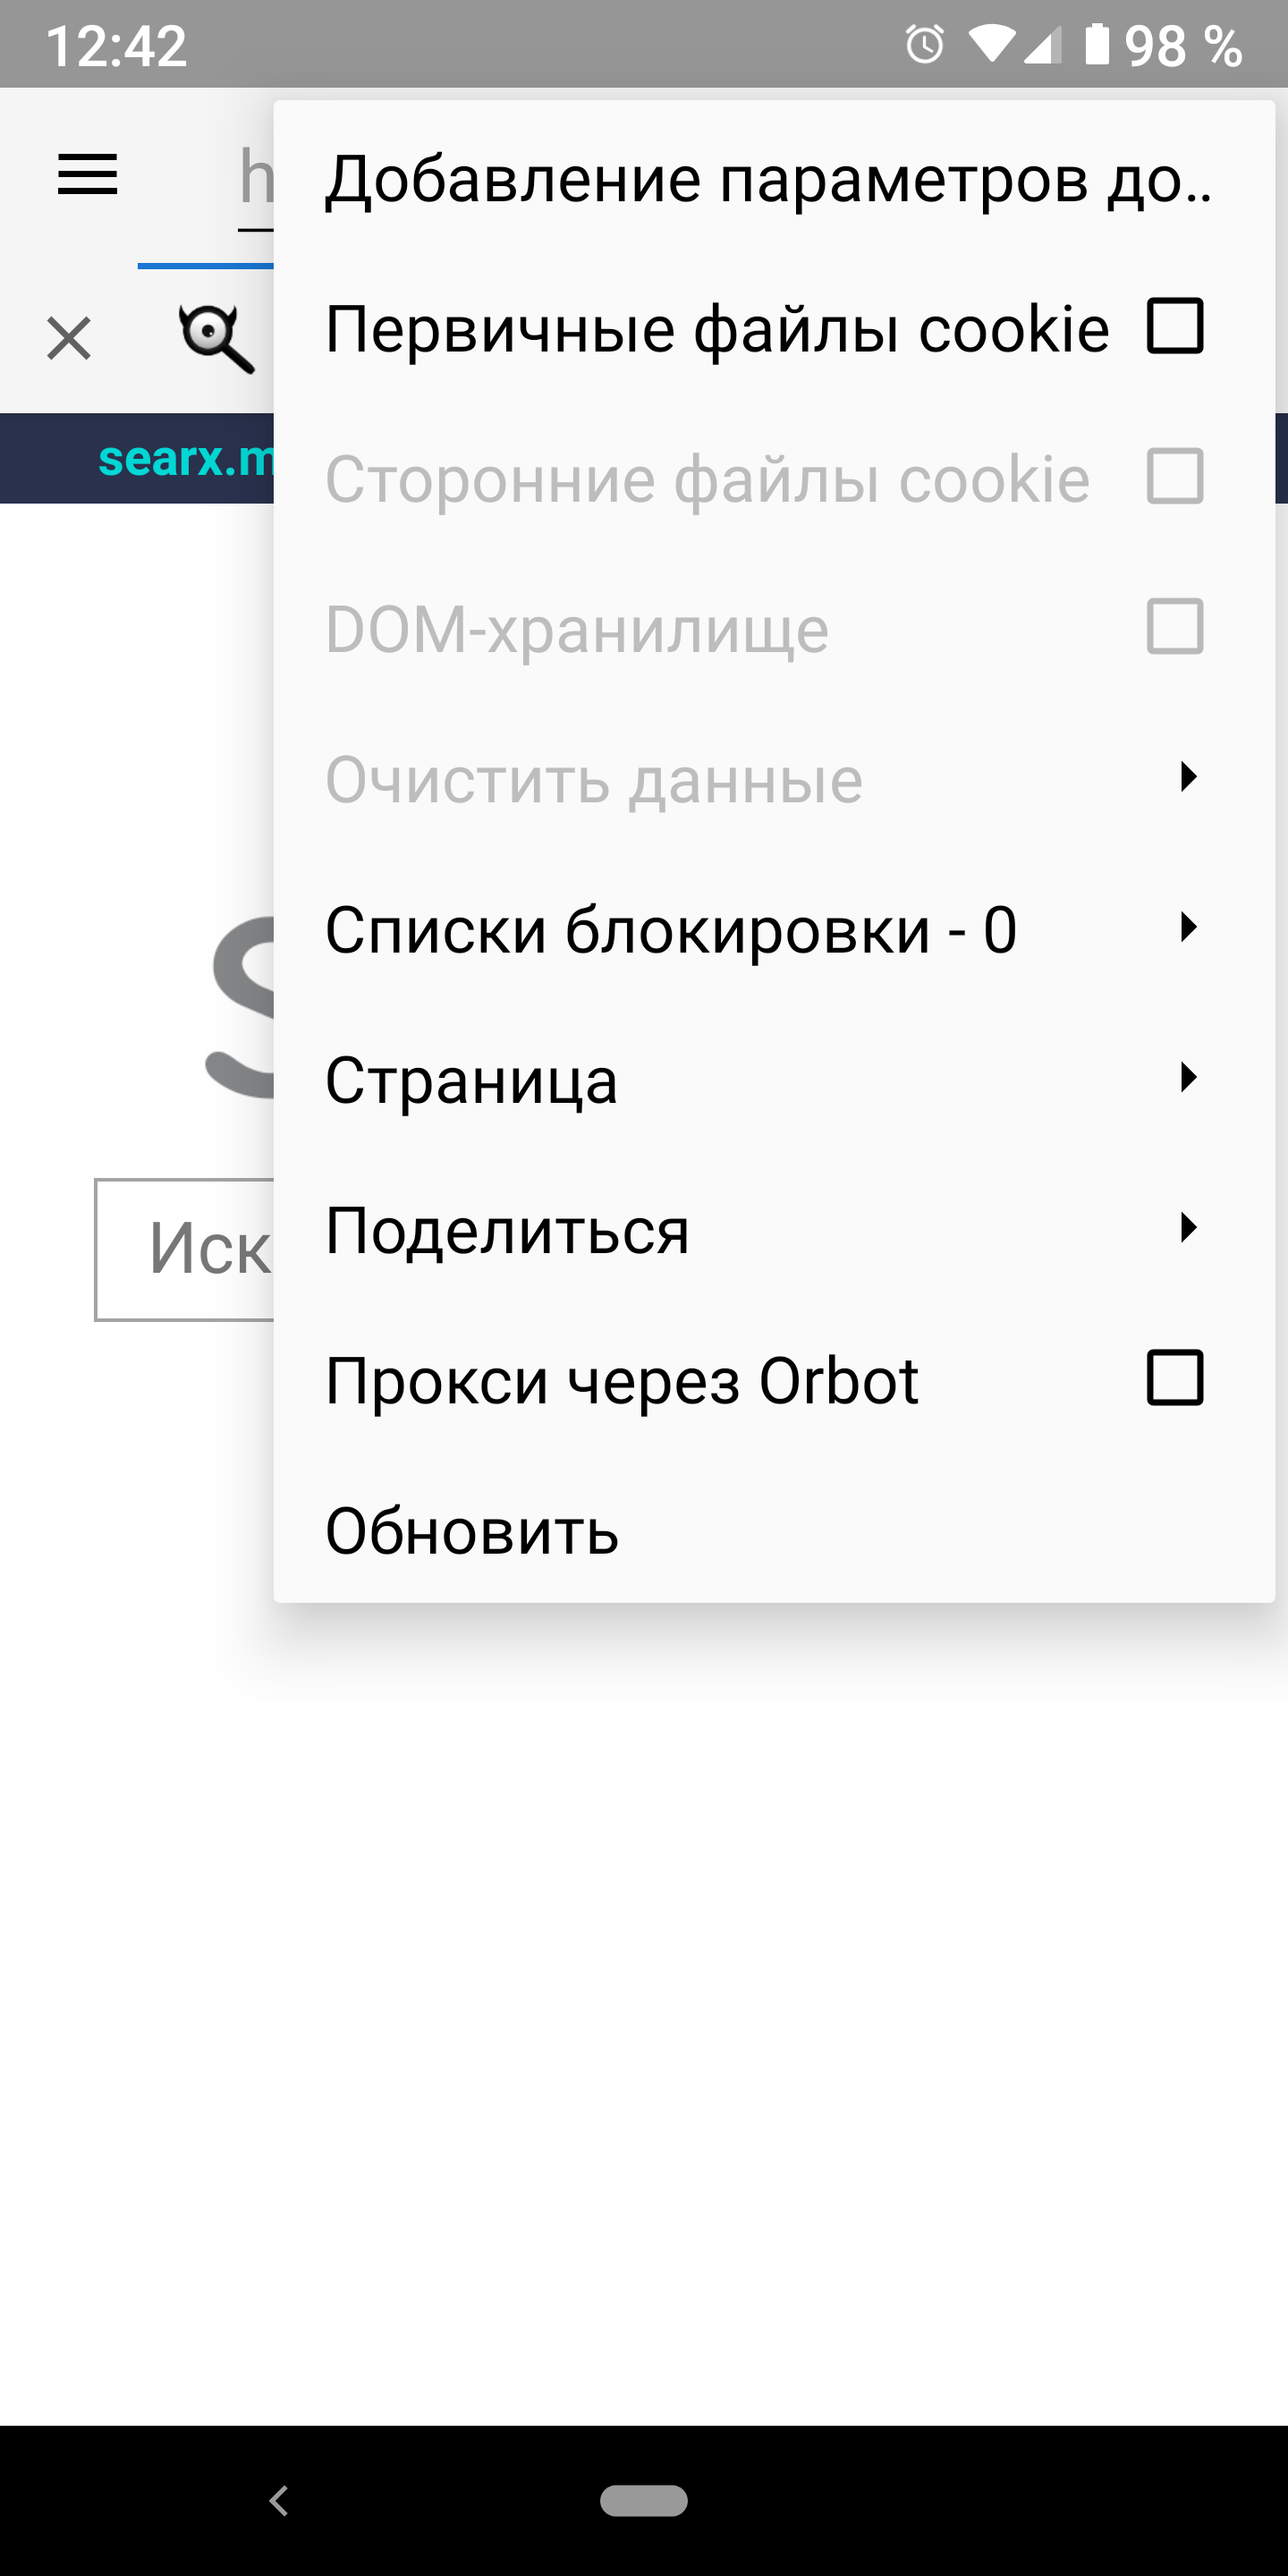 12:42 98 %
h
Добавление параметров до..
Первичные файлы cookie
searx.m
Сторонние файлы cookie
DOM-хранилище
Очистить данные
Списки блокировки - 0
S
Страница
Поделиться
Иск
Прокси через Orbot
Обновить